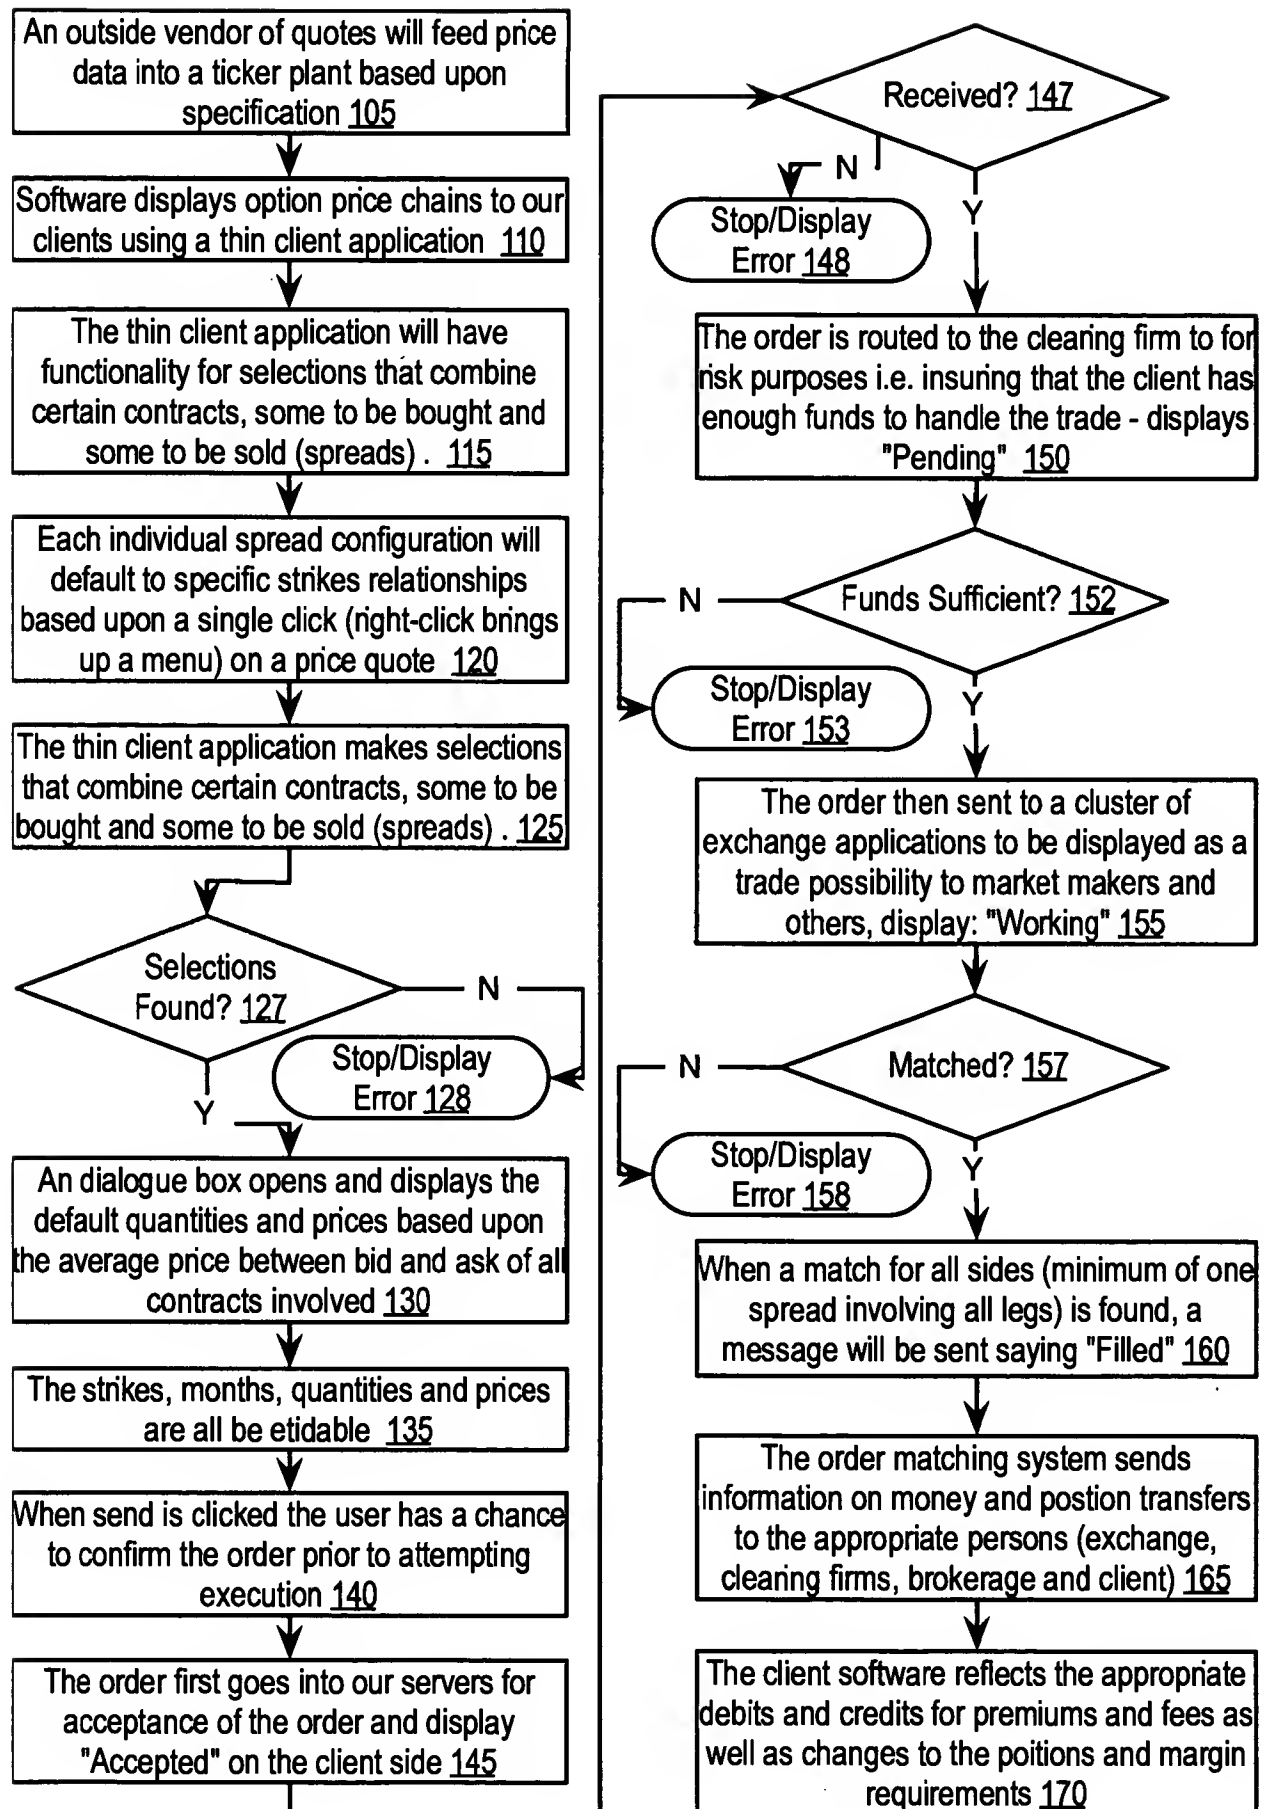 An outside vendor of quotes will feed price
data into a ticker plant based upon
specification 105
Software displays option price chains to our
clients using a thin client application 110
The thin client application will have
functionality for selections that combine
certain contracts, some to be bought and
some to be sold (spreads) . 115
Each individual spread configuration will
default to specific strikes relationships
based upon a single click (right-click brings
up a menu) on a price quote 120
The thin client application makes selections
that combine certain contracts, some to be
bought and some to be sold (spreads) . 125
Selections
Found? 127
N
Stop/Display
Error 128
Y
An dialogue box opens and displays the
default quantities and prices based upon
the average price between bid and ask of all
contracts involved 130
The strikes, months, quantities and prices
are all be etidable 135
When send is clicked the user has a chance
to confirm the order prior to attempting
execution 140
The order first goes into our servers for
acceptance of the order and display
"Accepted" on the client side 145
Received? 147
N
Stop/Display
Error 148
Y
The order is routed to the clearing firm to for
risk purposes i.e. insuring that the client has
enough funds to handle the trade - displays
"Pending" 150
Funds Sufficient? 152
N
Stop/Display
Error 153
Y
The order then sent to a cluster of
exchange applications to be displayed as a
trade possibility to market makers and
others, display: "Working" 155
Matched? 157
N
Stop/Display
Error 158
Y
When a match for all sides (minimum of one
spread involving all legs) is found, a
message will be sent saying "Filled" 160
The order matching system sends
information on money and postion transfers
to the appropriate persons (exchange,
clearing firms, brokerage and client) 165
The client software reflects the appropriate
debits and credits for premiums and fees as
well as changes to the poitions and margin
requirements 170